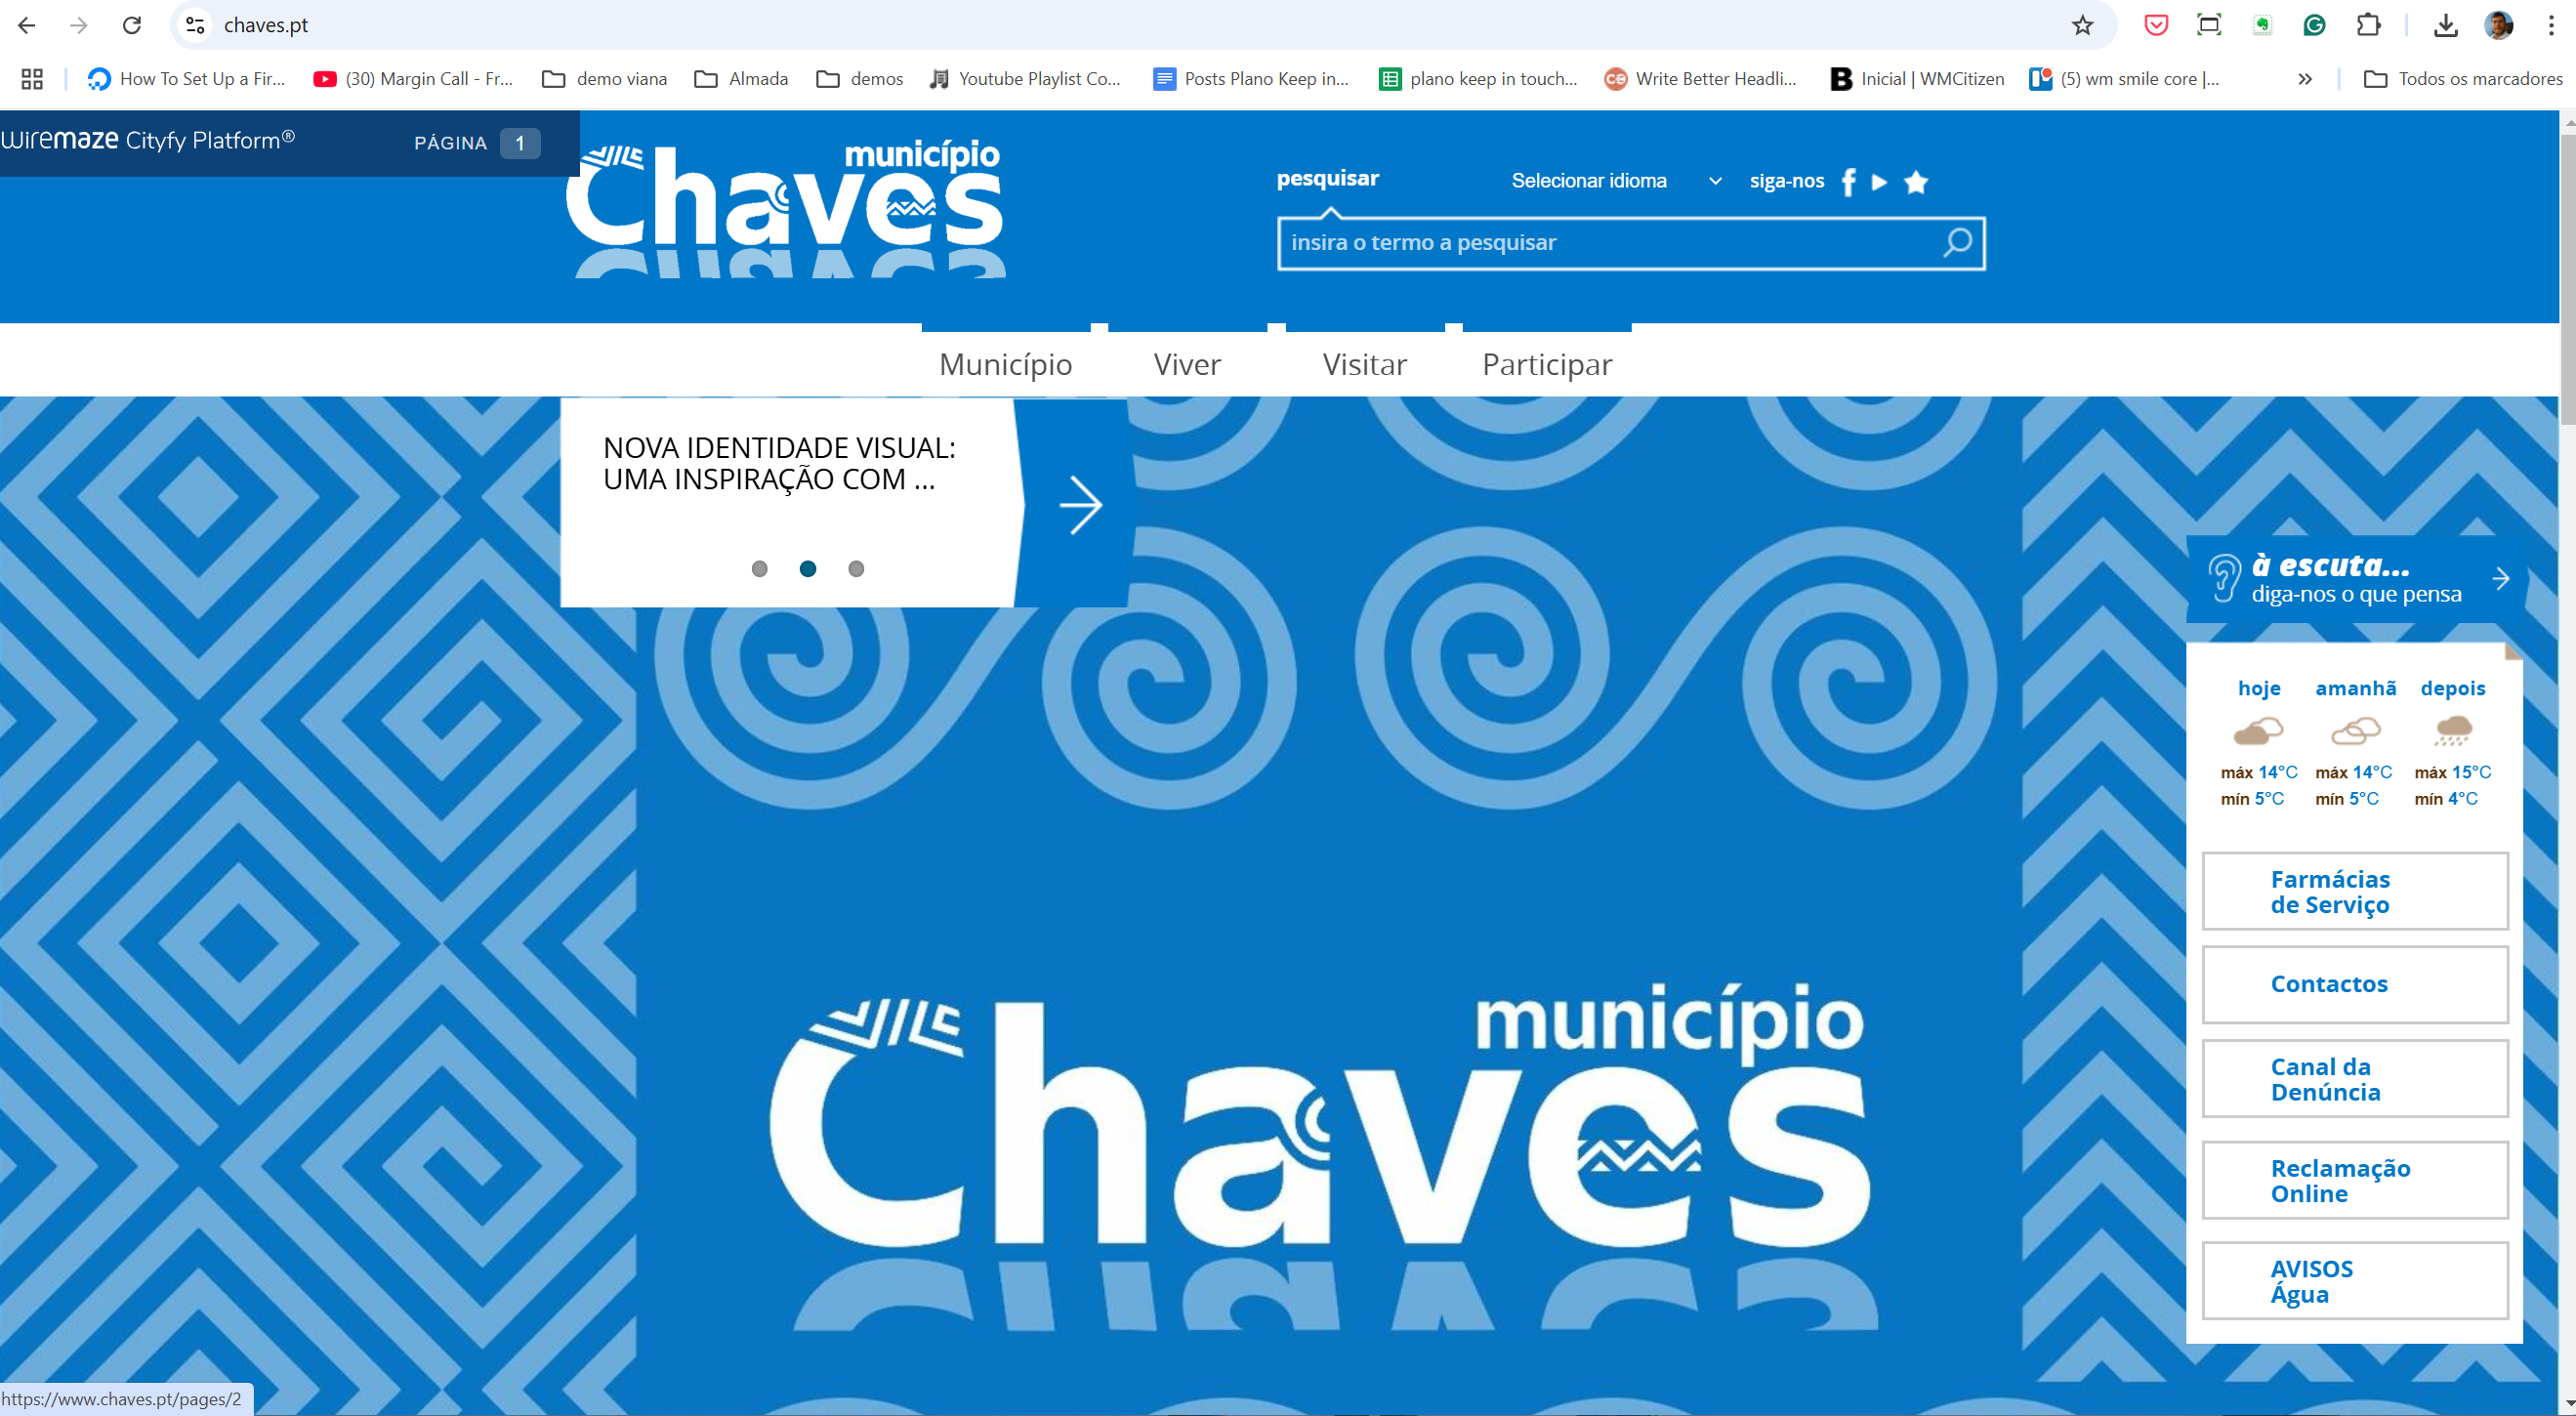 chaves.pt
How To Set Up a Fir...
(30) Margin Call - Fr...
demo viana
Almada
demos
Youtube Playlist Co...
Posts Plano Keep in...
plano keep in touch...
Write Better Headli...
Inicial | WMCitizen
(5) wm smile core |...
Todos os marcadores
wiremaze Cityfy Platform®
PÁGINA 1
município
Chaves
pesquisar
Selecionar idioma
siga-nos
insira o termo a pesquisar
Município
Viver
Visitar
Participar
NOVA IDENTIDADE VISUAL:
UMA INSPIRAÇÃO COM ...
à escuta...
diga-nos o que pensa
hoje amanhã depois
máx 14°C máx 14°C máx 15°C
mín 5°C mín 5°C mín 4°C
Farmácias
de Serviço
Contactos
Canal da
Denúncia
Reclamação
Online
AVISOS
Água
município
Chaves
https://www.chaves.pt/pages/2